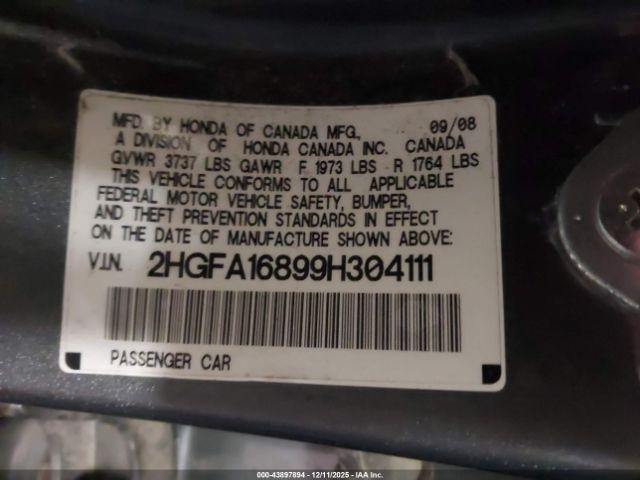 MFD. BY HONDA OF CANADA MFG., 09/08
A DIVISION OF HONDA CANADA INC. CANADA
GVWR 3737 LBS GAWR F 1973 LBS R 1764 LBS
THIS VEHICLE CONFORMS TO ALL APPLICABLE
FEDERAL MOTOR VEHICLE SAFETY, BUMPER,
AND THEFT PREVENTION STANDARDS IN EFFECT
ON THE DATE OF MANUFACTURE SHOWN ABOVE:
V.I.N. 2HGFA16899H304111
PASSENGER CAR
000-43897894 | 12/11/2025 | Copart, Inc.